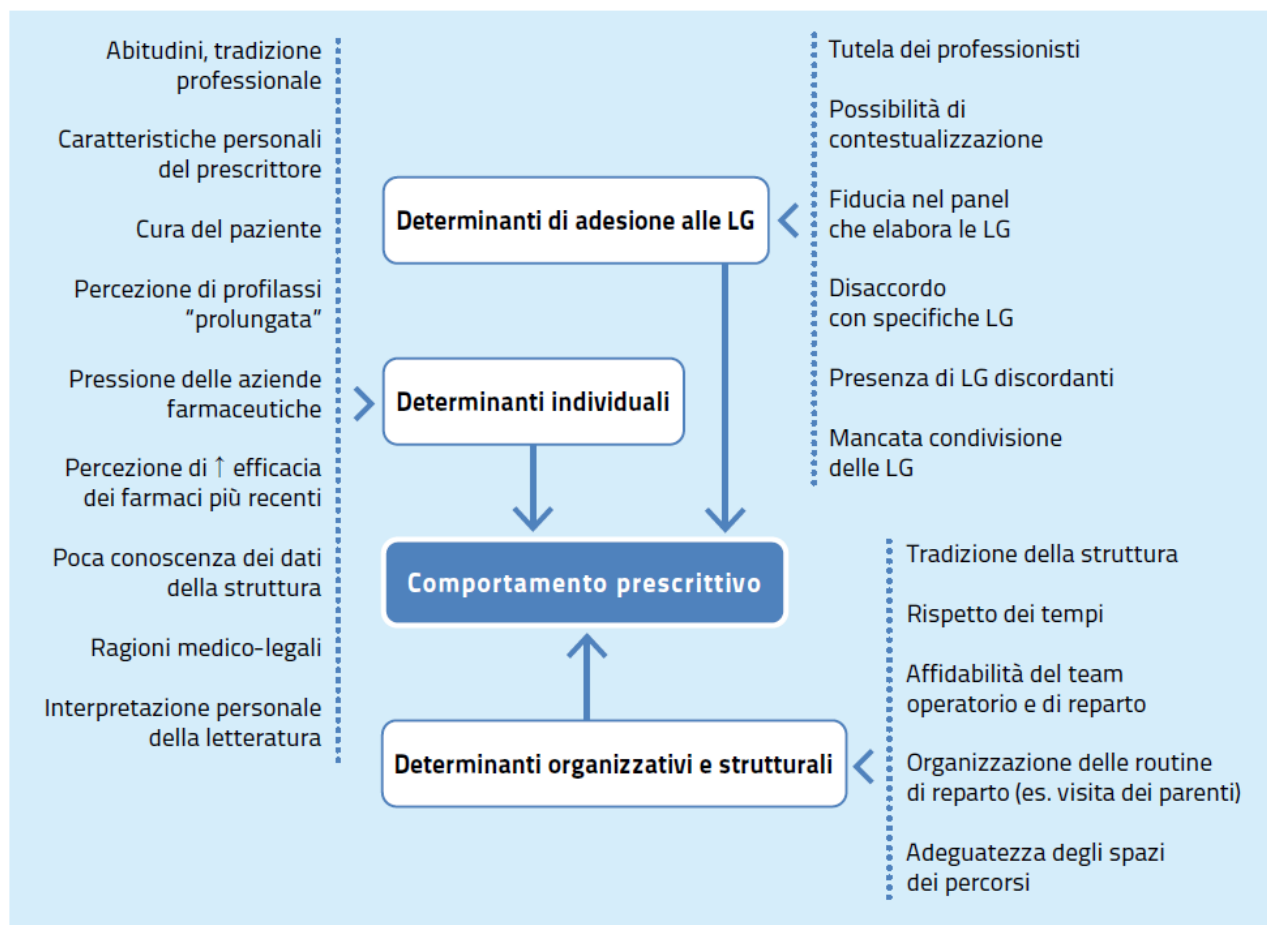 Abitudini, tradizione
professionale
Caratteristiche personali
del prescrittore
Cura del paziente
Percezione di profilassi
“prolungata”
Pressione delle aziende
farmaceutiche
Percezione di ↑ efficacia
dei farmaci più recenti
Poca conoscenza dei dati
della struttura
Ragioni medico-legali
Interpretazione personale
della letteratura
Determinanti di adesione alle LG
Determinanti individuali
Comportamento prescrittivo
Determinanti organizzativi e strutturali
Tutela dei professionisti
Possibilità di
contestualizzazione
Fiducia nel panel
che elabora le LG
Disaccordo
con specifiche LG
Presenza di LG discordanti
Mancata condivisione
delle LG
Tradizione della struttura
Rispetto dei tempi
Affidabilità del team
operatorio e di reparto
Organizzazione delle routine
di reparto (es. visita dei parenti)
Adeguatezza degli spazi
dei percorsi